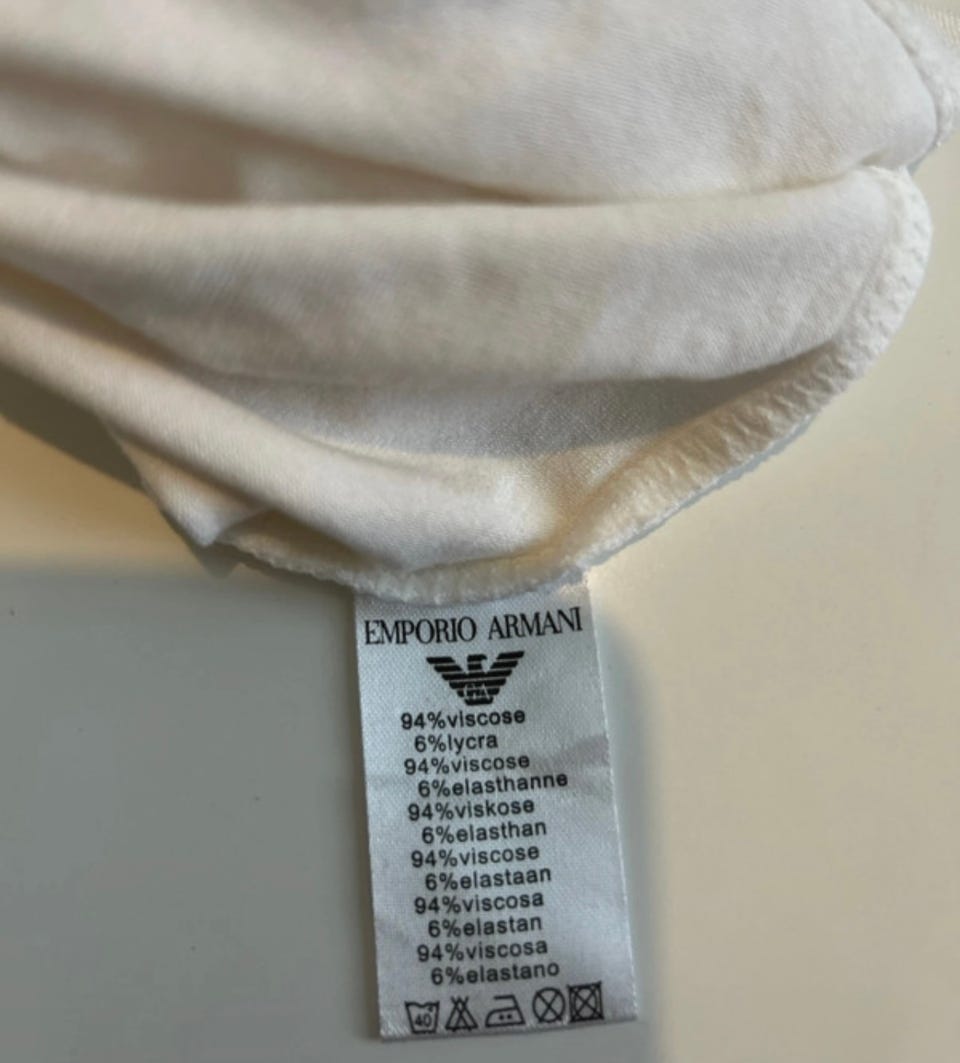 EMPORIO ARMANI
94%viscose
6%lycra
94%viscose
6%elasthanne
94%viskose
6%elasthan
94%viscose
6%elastaan
94%viscosa
6%elastan
94%viscosa
6%elastano
40